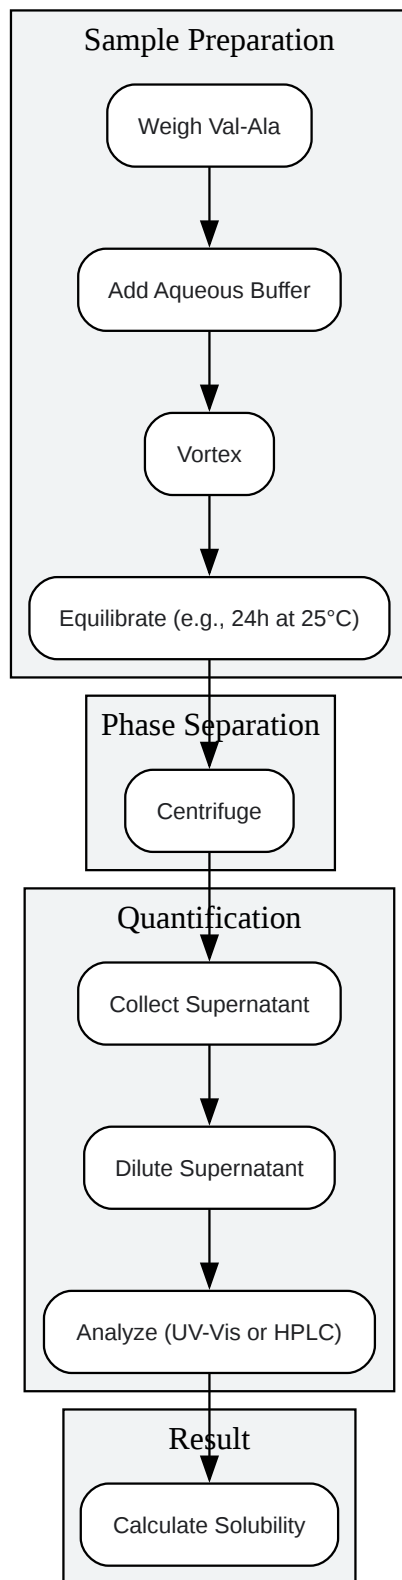 Sample Preparation
Weigh Val-Ala
Add Aqueous Buffer
Vortex
Equilibrate (e.g., 24h at 25°C)
Phase Separation
Centrifuge
Quantification
Collect Supernatant
Dilute Supernatant
Analyze (UV-Vis or HPLC)
Result
Calculate Solubility